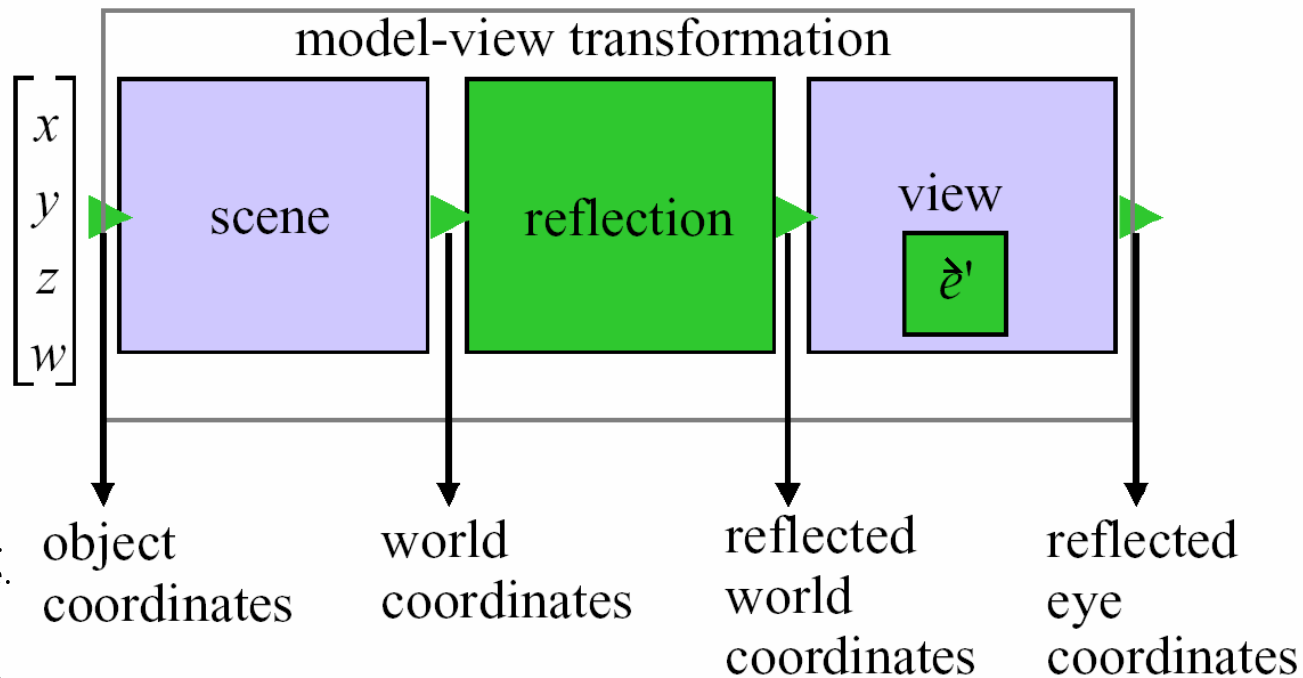 model-view transformation
x
y
z
w
scene
reflection
view
e'
object
coordinates
world
coordinates
reflected
world
coordinates
reflected
eye
coordinates